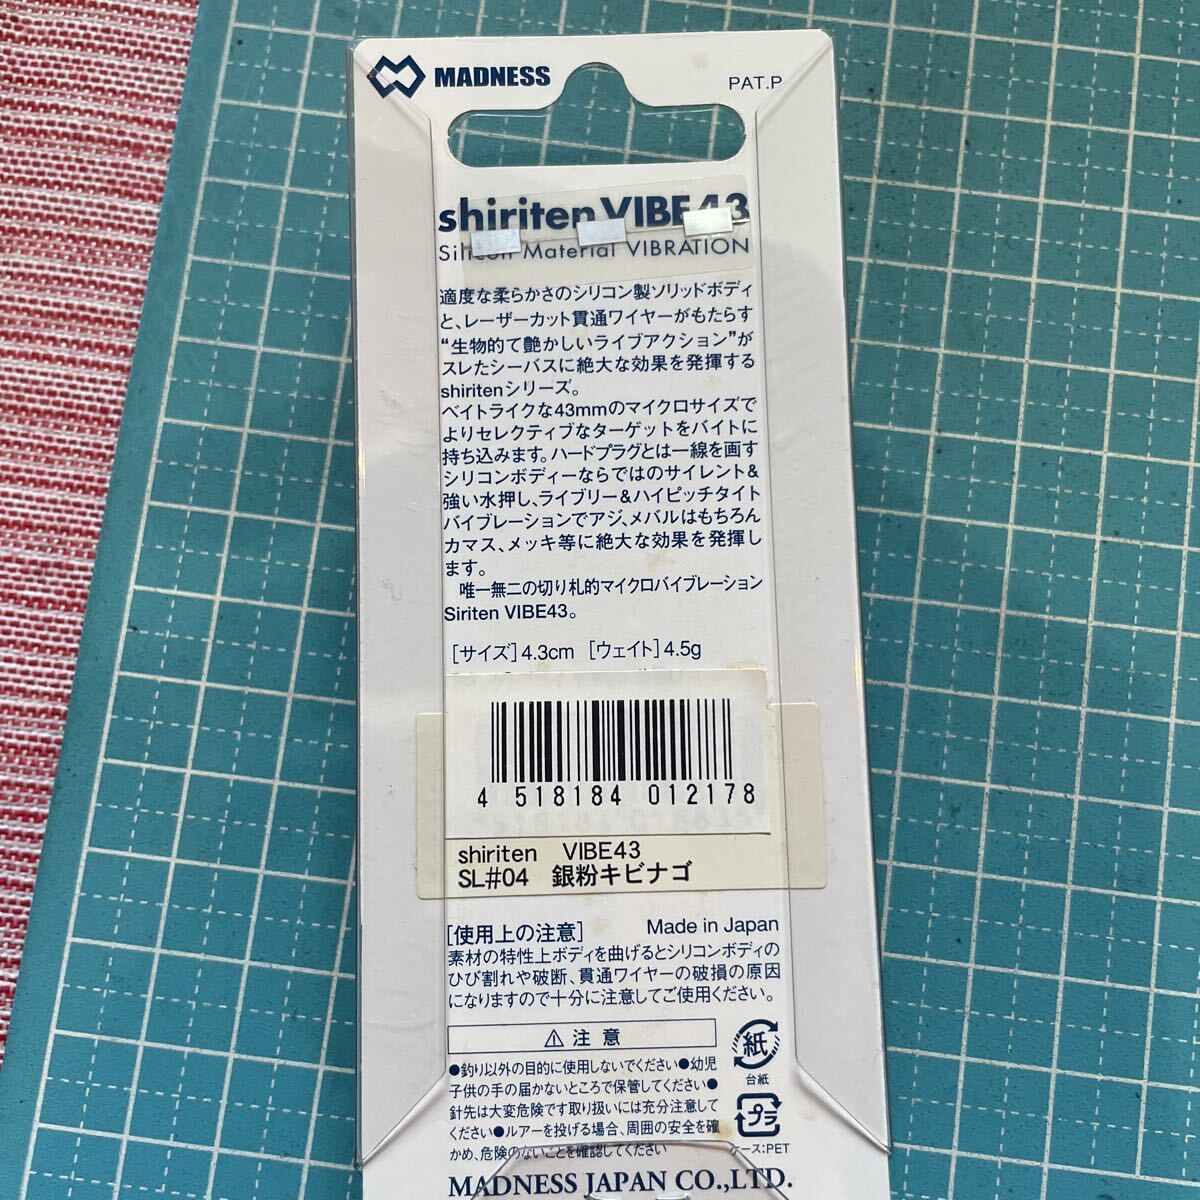 MADNESS
PAT.P
shiriten VIBE43
Silicon Material VIBRATION
適度な柔らかさのシリコン製ソリッドボディ
と、レーザーカット貫通ワイヤーがもたらす
“生物的で艶かしいライブアクション”が
スレたシーバスに絶大な効果を発揮する
shiritenシリーズ。
ベイトライクな43mmのマイクロサイズで
よりセレクティブなターゲットをバイトに
持ち込みます。ハードプラグとは一線を画す
シリコンボディーならではのサイレント&
強い水押し、ライブリー&ハイピッチタイト
バイブレーションでアジ、メバルはもちろん
カマス、メッキ等に絶大な効果を発揮し
ます。
唯一無二の切り札的マイクロバイブレーション
Siriten VIBE43。
[サイズ]4.3cm [ウェイト]4.5g
4 518184 012178
shiriten VIBE43
SL#04 銀粉キビナゴ
[使用上の注意] Made in Japan
素材の特性上ボディを曲げるとシリコンボディの
ひび割れや破断、貫通ワイヤーの破損の原因
になりますので十分に注意してご使用ください。
⚠ 注意
●釣り以外の目的に使用しないでください●幼児
子供の手の届かないところで保管してください●
針先は大変危険です取り扱いには充分注意して
ください●ルアーを投げる場合、周囲の安全を確
かめ、危険のないことを確認してください
紙
台紙
プラ
ケース:PET
MADNESS JAPAN CO.,LTD.